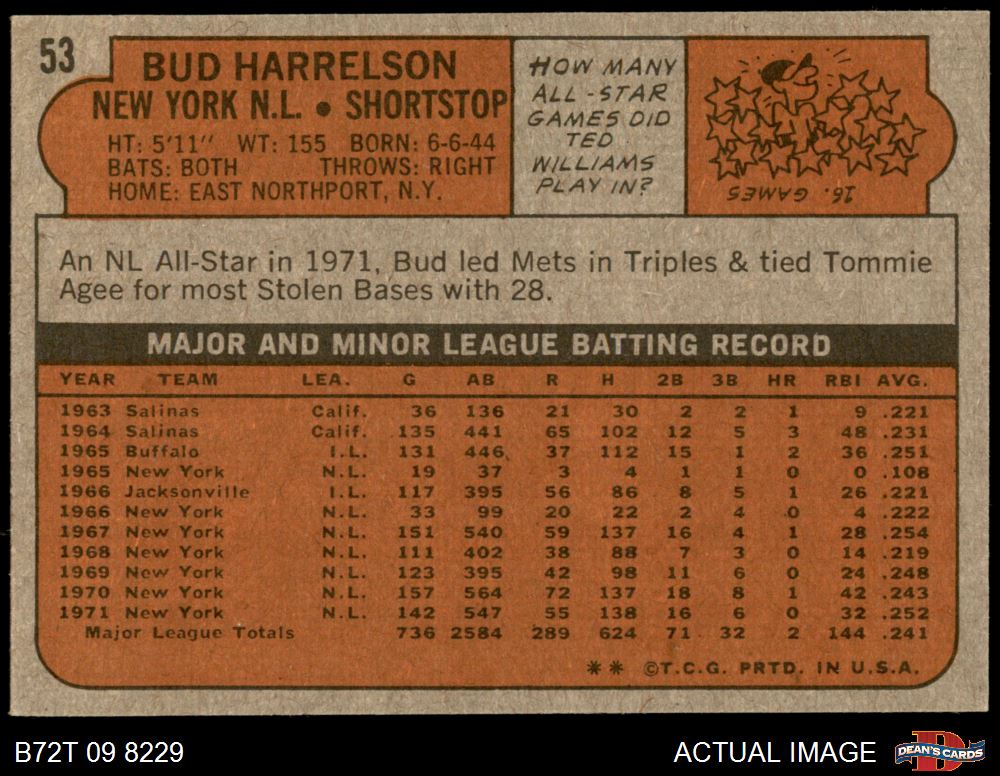 53
BUD HARRELSON
NEW YORK N.L. • SHORTSTOP
HT: 5'11" WT: 155 BORN: 6-6-44
BATS: BOTH THROWS: RIGHT
HOME: EAST NORTHPORT, N.Y.
HOW MANY
ALL-STAR
GAMES DID
TED
WILLIAMS
PLAY IN?
16. GAMES
An NL All-Star in 1971, Bud led Mets in Triples & tied Tommie
Agee for most Stolen Bases with 28.
MAJOR AND MINOR LEAGUE BATTING RECORD
YEAR TEAM LEA. G AB R H 2B 3B HR RBI AVG.
1963 Salinas Calif. 36 136 21 30 2 2 1 9 .221
1964 Salinas Calif. 135 441 65 102 12 5 3 48 .231
1965 Buffalo I.L. 131 446 37 112 15 1 2 36 .251
1965 New York N.L. 19 37 3 4 1 1 0 0 .108
1966 Jacksonville I.L. 117 395 56 86 8 5 1 26 .221
1966 New York N.L. 33 99 20 22 2 4 0 4 .222
1967 New York N.L. 151 540 59 137 16 4 1 28 .254
1968 New York N.L. 111 402 38 88 7 3 0 14 .219
1969 New York N.L. 123 395 42 98 11 6 0 24 .248
1970 New York N.L. 157 564 72 137 18 8 1 42 .243
1971 New York N.L. 142 547 55 138 16 6 0 32 .252
Major League Totals 736 2584 289 624 71 32 2 144 .241
** ©T.C.G. PRTD. IN U.S.A.
B72T 09 8229
ACTUAL IMAGE
D
DEAN'S CARDS